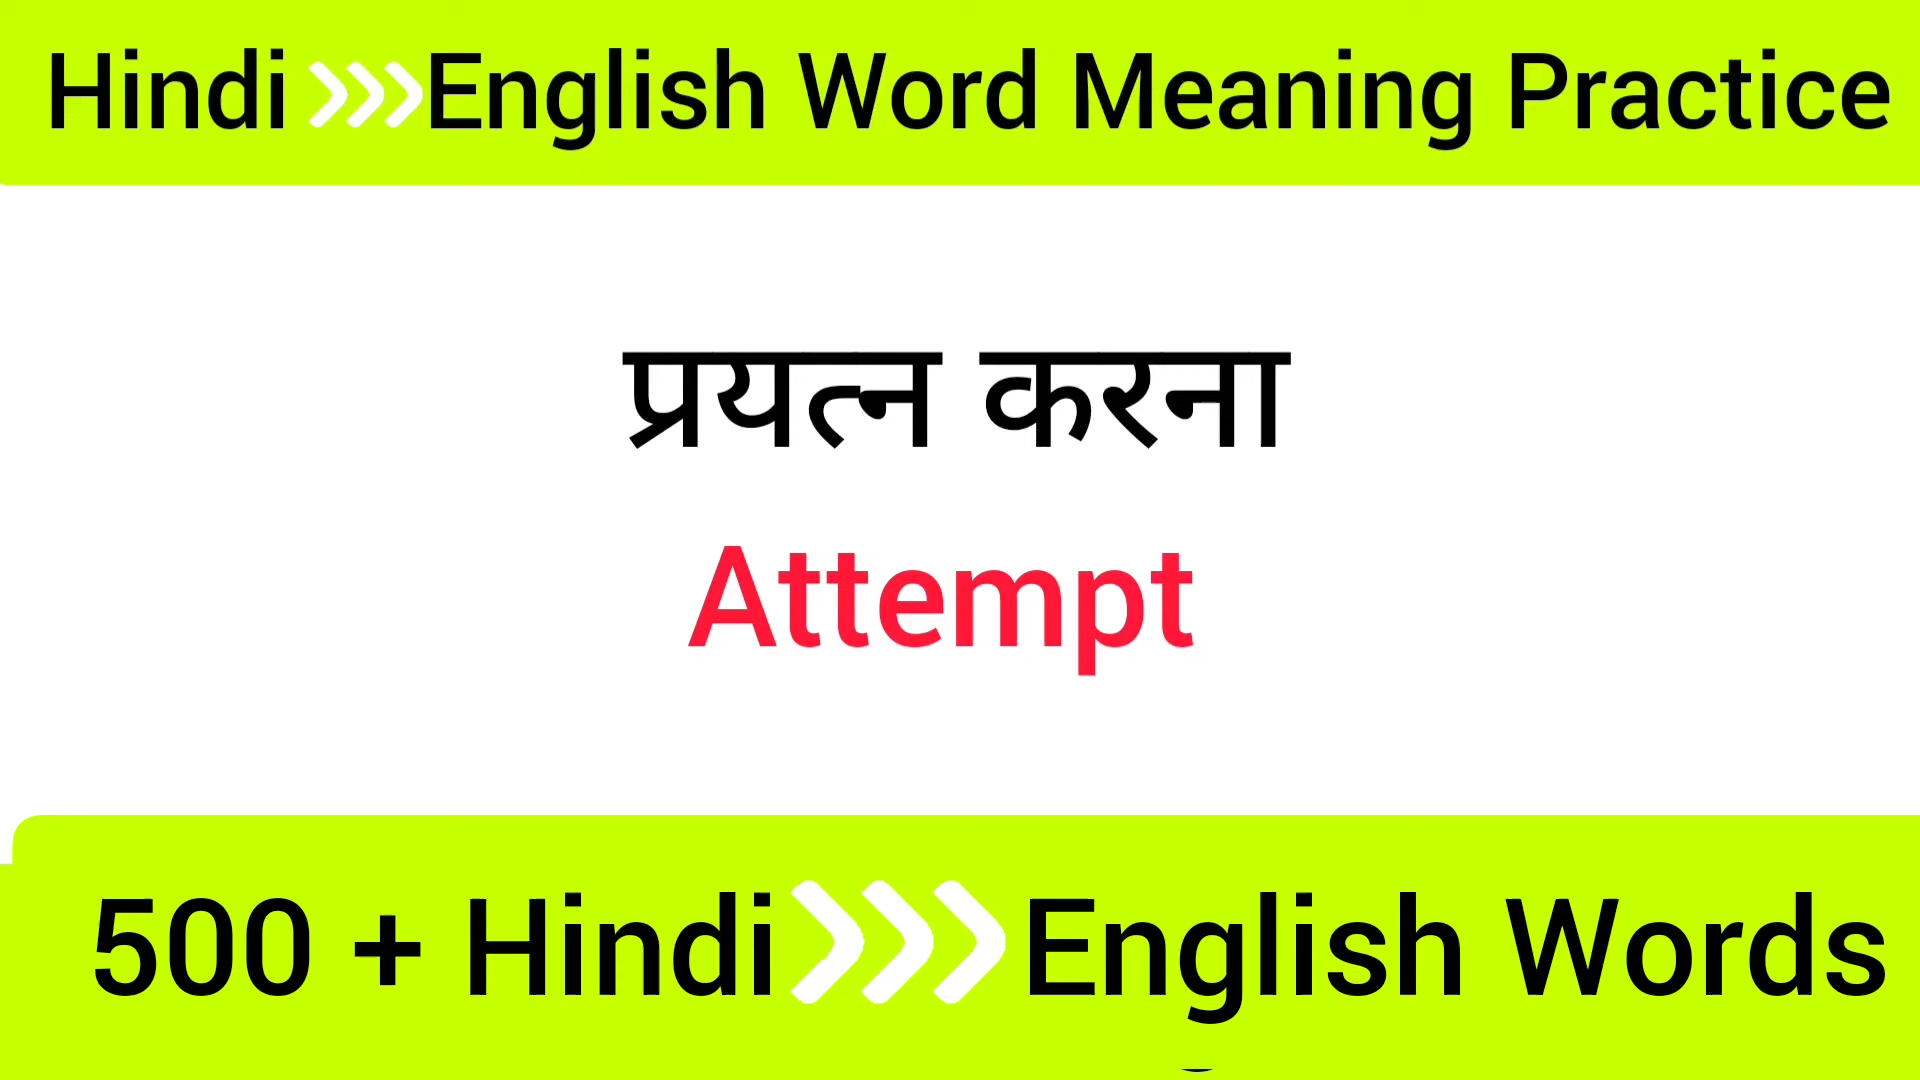 Hindi >>> English Word Meaning Practice
प्रयत्न करना
Attempt
500 + Hindi >>> English Words